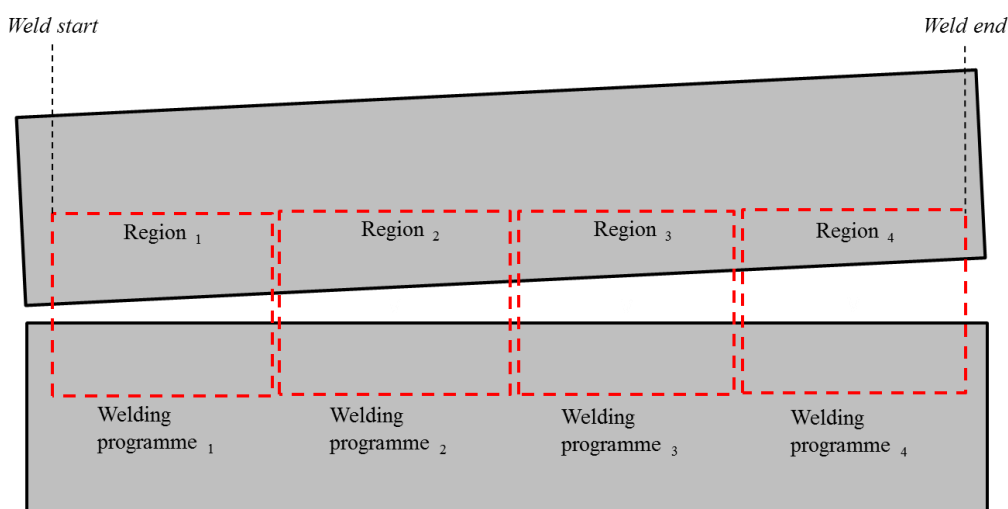 Weld start
Weld end
Region 1
Region 2
Region 3
Region 4
Welding
programme 1
Welding
programme 2
Welding
programme 3
Welding
programme 4